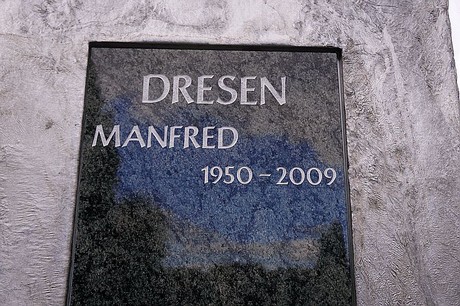 DRESEN
MANFRED
1950 – 2009